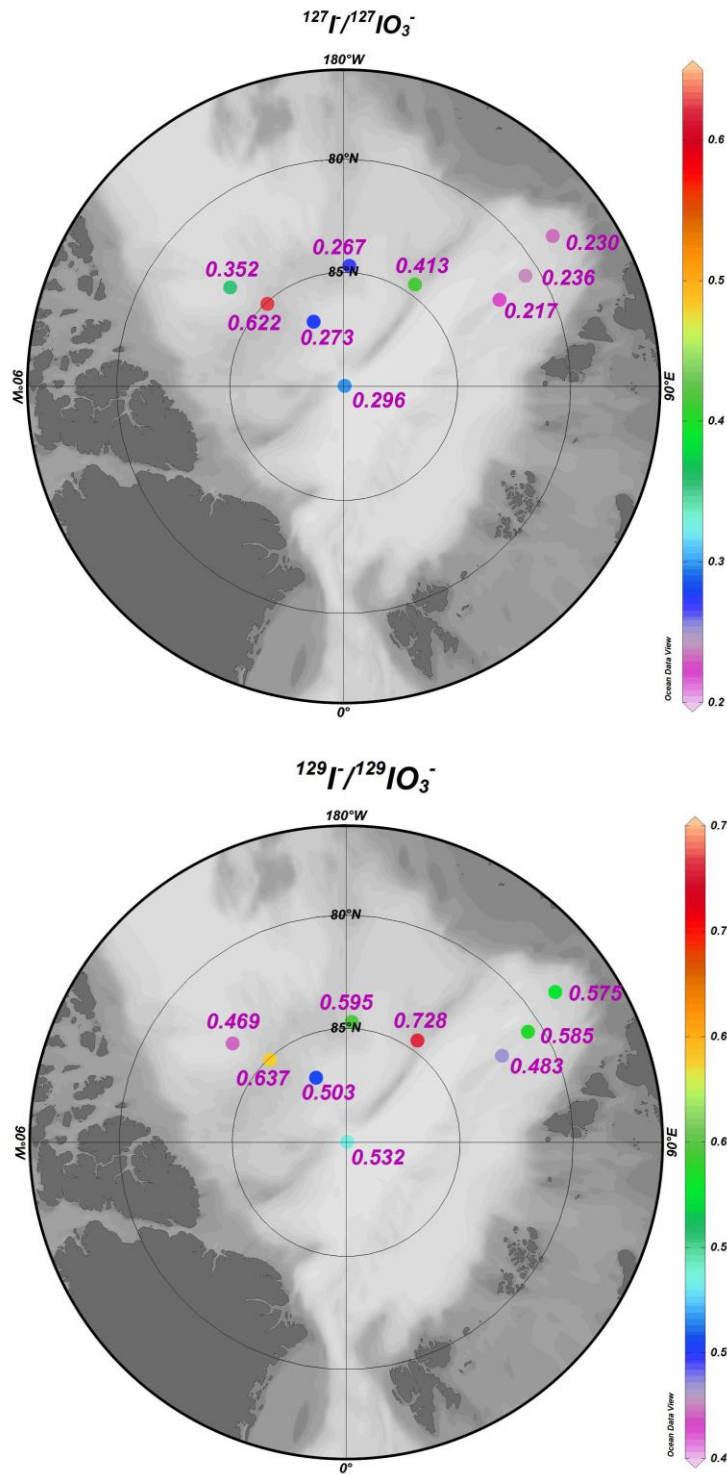 ¹²⁷I⁻/¹²⁷IO₃⁻
180°W
80°N
0.6
0.230
0.267
0.413
0.236
85°N
0.352
0.217
0.5
0.622
0.273
90°W
0.296
90°E
0.4
0.3
Ocean Data View
0°
0.2
¹²⁹I⁻/¹²⁹IO₃⁻
180°W
0.7
80°N
0.7
0.575
0.595
0.728
0.585
0.469
85°N
0.483
0.6
0.637
0.503
90°W
0.532
90°E
0.6
0.5
0.5
Ocean Data View
0°
0.4